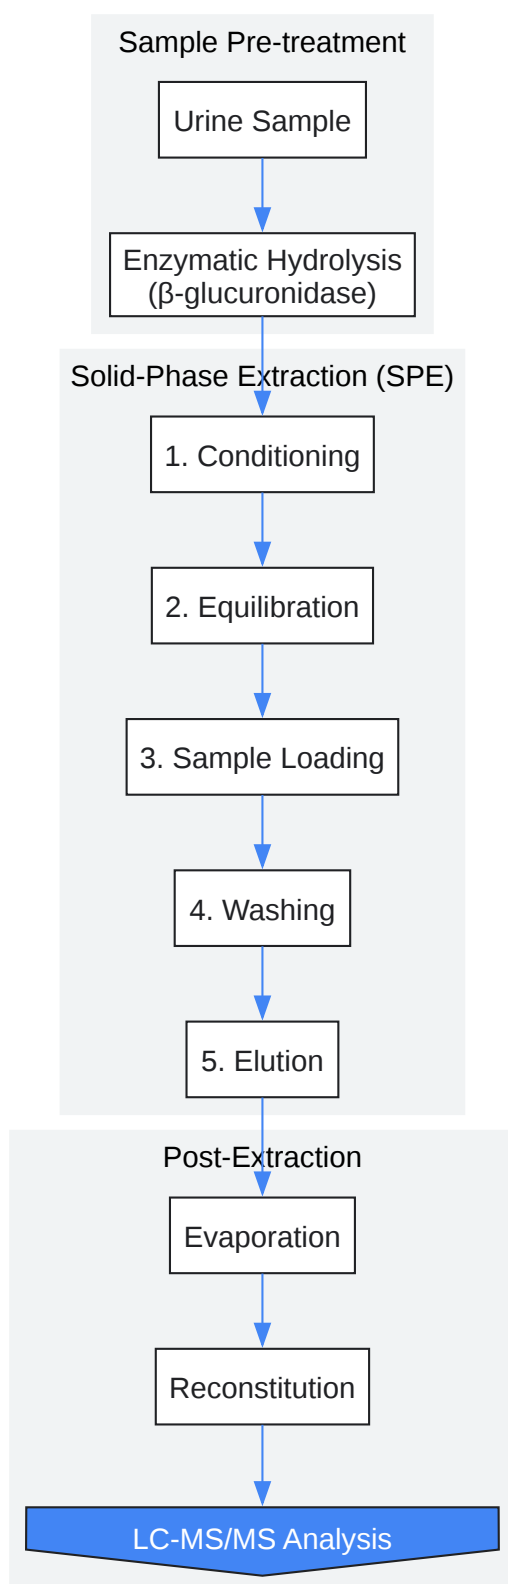 Sample Pre-treatment
Urine Sample
Enzymatic Hydrolysis
(β-glucuronidase)
Solid-Phase Extraction (SPE)
1. Conditioning
2. Equilibration
3. Sample Loading
4. Washing
5. Elution
Post-Extraction
Evaporation
Reconstitution
LC-MS/MS Analysis